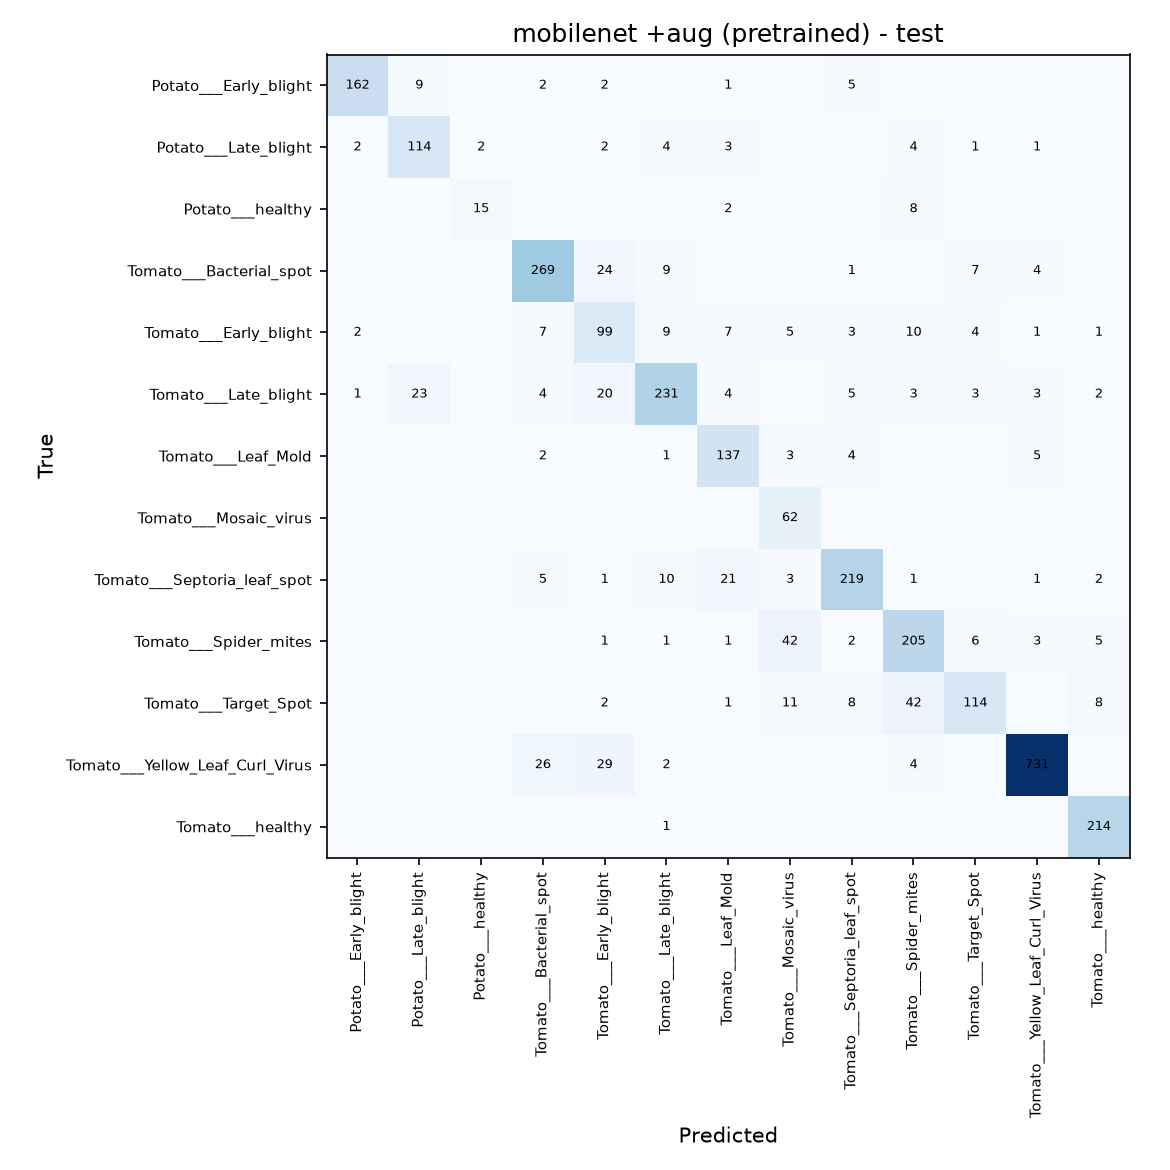 mobilenet +aug (pretrained) - test
Potato___Early_blight 162 9 2 2 1 5
Potato___Late_blight 2 114 2 2 4 3 4 1 1
Potato___healthy 15 2 8
Tomato___Bacterial_spot 269 24 9 1 7 4
Tomato___Early_blight 2 7 99 9 7 5 3 10 4 1 1
Tomato___Late_blight 1 23 4 20 231 4 5 3 3 3 2
Tomato___Leaf_Mold 2 1 137 3 4 5
Tomato___Mosaic_virus 62
Tomato___Septoria_leaf_spot 5 1 10 21 3 219 1 1 2
Tomato___Spider_mites 1 1 1 42 2 205 6 3 5
Tomato___Target_Spot 2 1 11 8 42 114 8
Tomato___Yellow_Leaf_Curl_Virus 26 29 2 4 731
Tomato___healthy 1 214
True
Potato___Early_blight
Potato___Late_blight
Potato___healthy
Tomato___Bacterial_spot
Tomato___Early_blight
Tomato___Late_blight
Tomato___Leaf_Mold
Tomato___Mosaic_virus
Tomato___Septoria_leaf_spot
Tomato___Spider_mites
Tomato___Target_Spot
Tomato___Yellow_Leaf_Curl_Virus
Tomato___healthy
Predicted